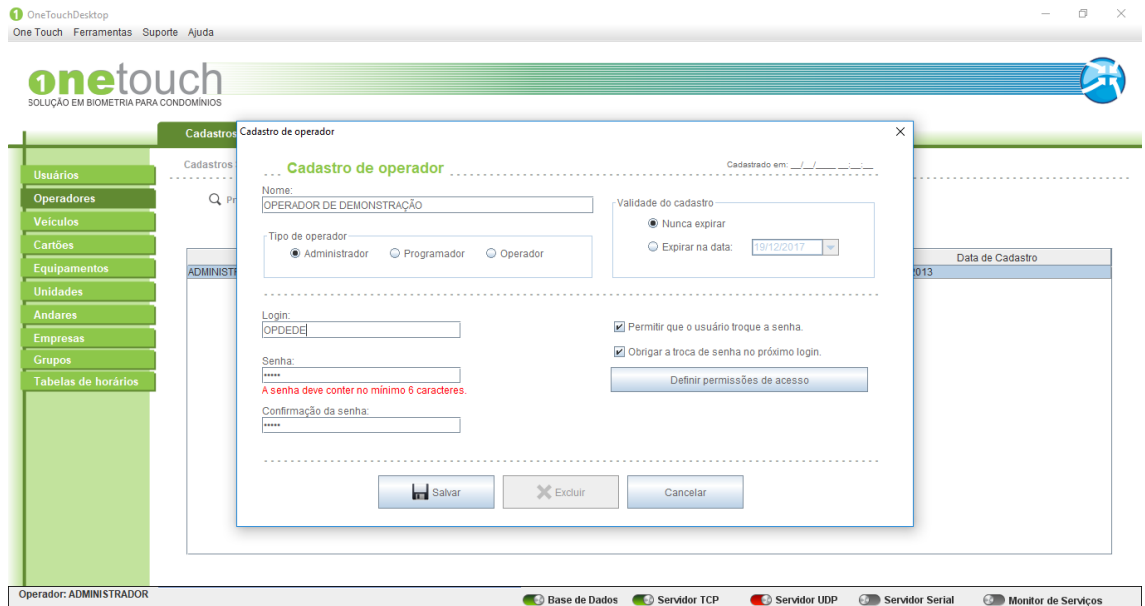 OneTouchDesktop
One Touch Ferramentas Suporte Ajuda
onetouch
SOLUÇÃO EM BIOMETRIA PARA CONDOMÍNIOS
Cadastros
Cadastro de operador
Cadastros
Usuários
Operadores
Veículos
Cartões
Equipamentos
Unidades
Andares
Empresas
Grupos
Tabelas de horários
Cadastro de operador
Cadastrado em: __/__/____ __:__:__
Nome:
OPERADOR DE DEMONSTRAÇÃO
Tipo de operador
Administrador Programador Operador
Validade do cadastro
Nunca expirar
Expirar na data: 19/12/2017
Data de Cadastro
ADMINISTR
2013
Login:
OPDEDE
Senha:
*****
A senha deve conter no mínimo 6 caracteres.
Confirmação da senha:
*****
Permitir que o usuário troque a senha.
Obrigar a troca de senha no próximo login.
Definir permissões de acesso
Salvar Excluir Cancelar
Operador: ADMINISTRADOR
Base de Dados Servidor TCP Servidor UDP Servidor Serial Monitor de Serviços